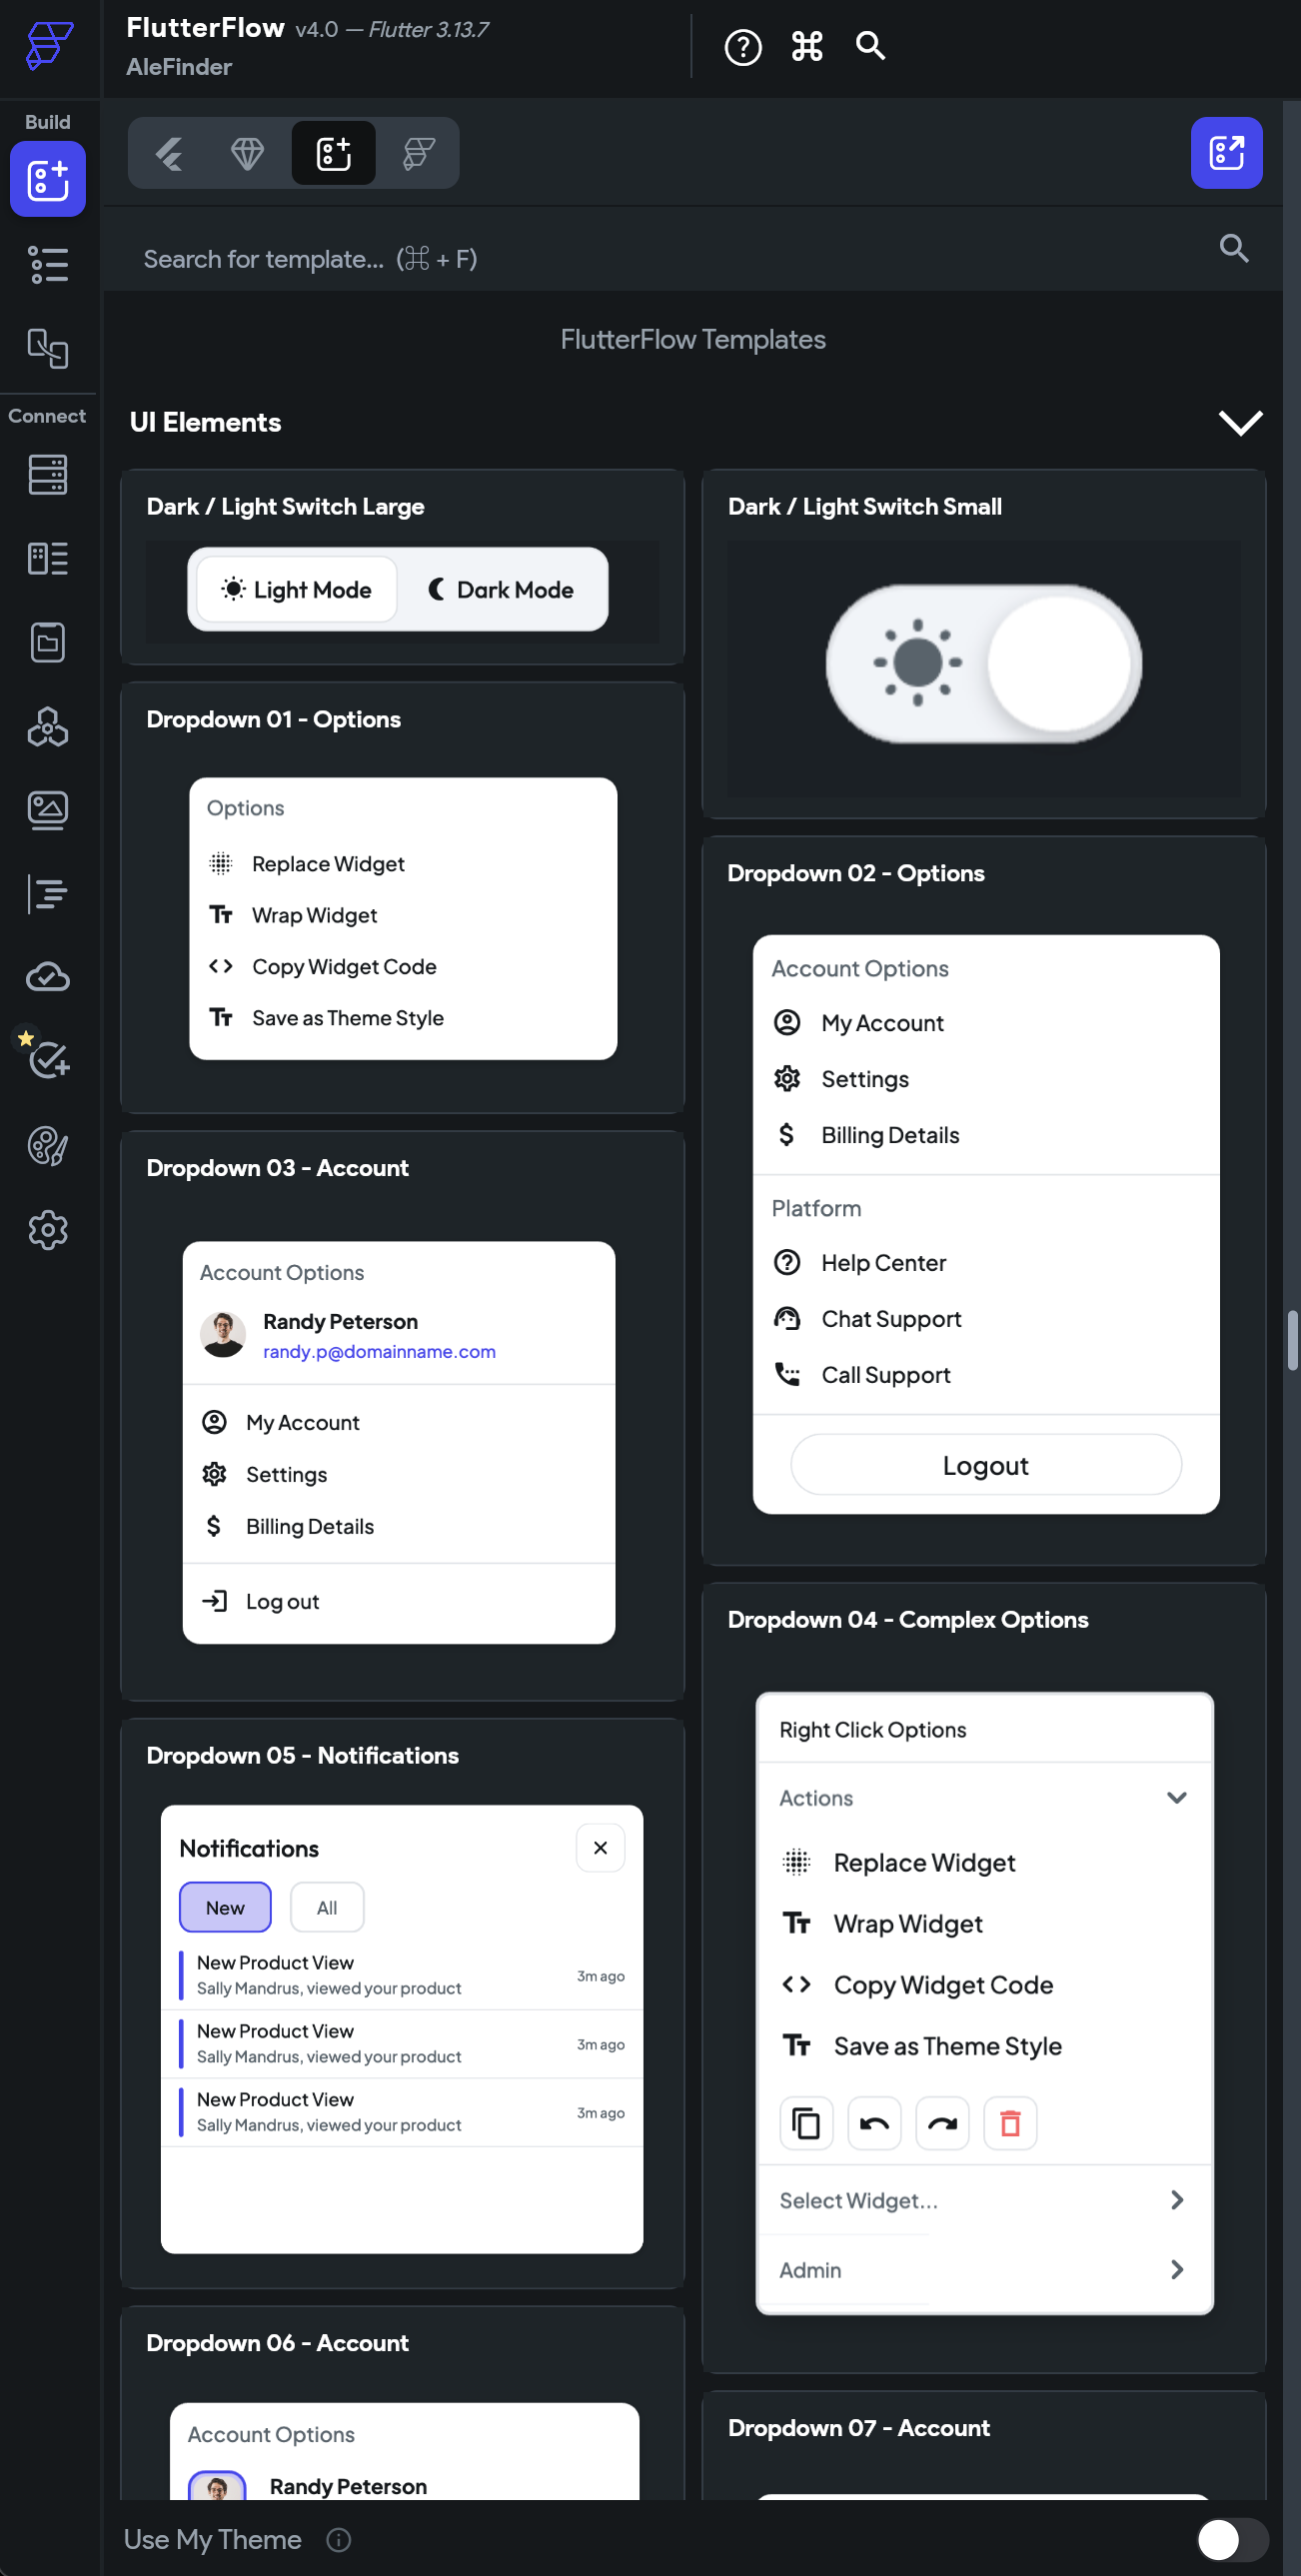 FlutterFlow v4.0 — Flutter 3.13.7
AleFinder
Build
Connect
Search for template... (⌘ + F)
FlutterFlow Templates
UI Elements
Dark / Light Switch Large
Light Mode
Dark Mode
Dark / Light Switch Small
Dropdown 01 - Options
Options
Replace Widget
Wrap Widget
Copy Widget Code
Save as Theme Style
Dropdown 02 - Options
Account Options
My Account
Settings
Billing Details
Platform
Help Center
Chat Support
Call Support
Logout
Dropdown 03 - Account
Account Options
Randy Peterson
randy.p@domainname.com
My Account
Settings
Billing Details
Log out
Dropdown 04 - Complex Options
Right Click Options
Actions
Replace Widget
Wrap Widget
Copy Widget Code
Save as Theme Style
Select Widget...
Admin
Dropdown 05 - Notifications
Notifications
New
All
New Product View
Sally Mandrus, viewed your product
3m ago
New Product View
Sally Mandrus, viewed your product
3m ago
New Product View
Sally Mandrus, viewed your product
3m ago
Dropdown 06 - Account
Account Options
Randy Peterson
Dropdown 07 - Account
Use My Theme